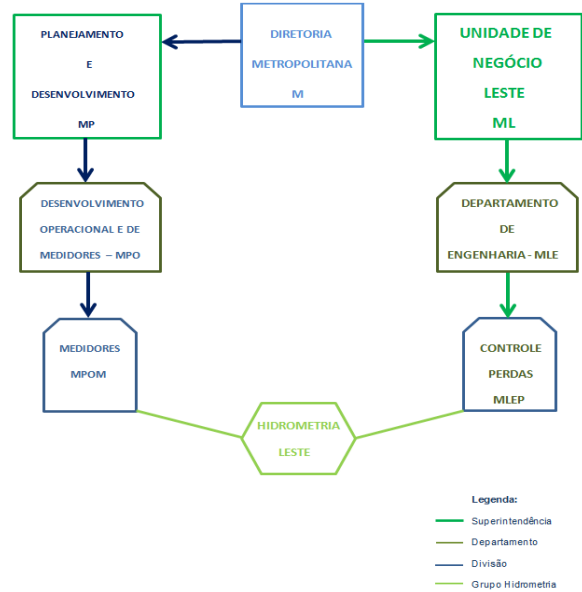 PLANEJAMENTO
E
DESENVOLVIMENTO
MP
DIRETORIA
METROPOLITANA
M
UNIDADE DE
NEGÓCIO
LESTE
ML
DESENVOLVIMENTO
OPERACIONAL E DE
MEDIDORES – MPO
DEPARTAMENTO
DE
ENGENHARIA - MLE
MEDIDORES
MPOM
CONTROLE
PERDAS
MLEP
HIDROMETRIA
LESTE
Legenda:
Superintendência
Departamento
Divisão
Grupo Hidrometria